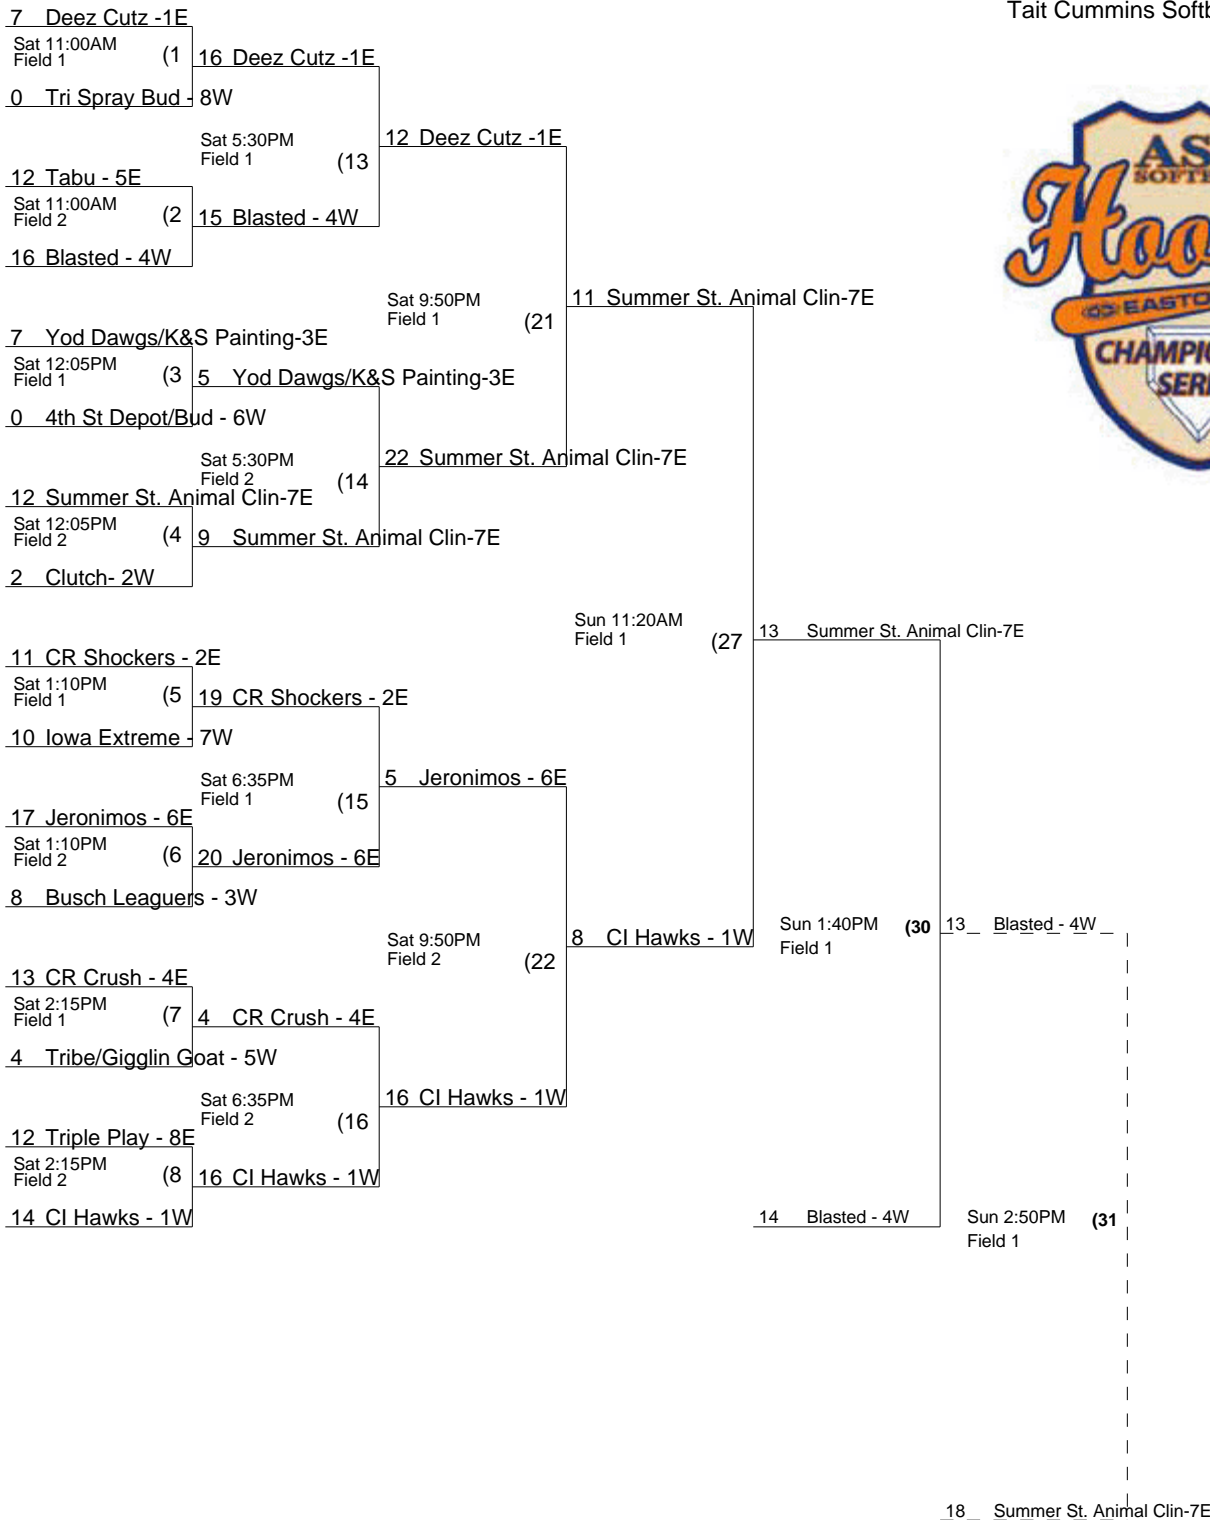 Tait Cummins Softb
7 Deez Cutz -1E
Sat 11:00AM
Field 1
(1
16 Deez Cutz -1E
0 Tri Spray Bud - 8W
Sat 5:30PM
Field 1
(13
12 Deez Cutz -1E
12 Tabu - 5E
Sat 11:00AM
Field 2
(2
15 Blasted - 4W
16 Blasted - 4W
Sat 9:50PM
Field 1
(21
11 Summer St. Animal Clin-7E
7 Yod Dawgs/K&S Painting-3E
Sat 12:05PM
Field 1
(3
5 Yod Dawgs/K&S Painting-3E
0 4th St Depot/Bud - 6W
Sat 5:30PM
Field 2
(14
22 Summer St. Animal Clin-7E
12 Summer St. Animal Clin-7E
Sat 12:05PM
Field 2
(4
9 Summer St. Animal Clin-7E
2 Clutch- 2W
Sun 11:20AM
Field 1
(27
13 Summer St. Animal Clin-7E
11 CR Shockers - 2E
Sat 1:10PM
Field 1
(5
19 CR Shockers - 2E
10 Iowa Extreme - 7W
Sat 6:35PM
Field 1
(15
5 Jeronimos - 6E
17 Jeronimos - 6E
Sat 1:10PM
Field 2
(6
20 Jeronimos - 6E
8 Busch Leaguers - 3W
Sat 9:50PM
Field 2
(22
8 CI Hawks - 1W
Sun 1:40PM
Field 1
(30
13 Blasted - 4W
13 CR Crush - 4E
Sat 2:15PM
Field 1
(7
4 CR Crush - 4E
4 Tribe/Gigglin Goat - 5W
Sat 6:35PM
Field 2
(16
16 CI Hawks - 1W
12 Triple Play - 8E
Sat 2:15PM
Field 2
(8
16 CI Hawks - 1W
14 CI Hawks - 1W
14 Blasted - 4W
Sun 2:50PM
Field 1
(31
18 Summer St. Animal Clin-7E
AS
SOFTB
Hoo
EASTO
CHAMPIO
SERI